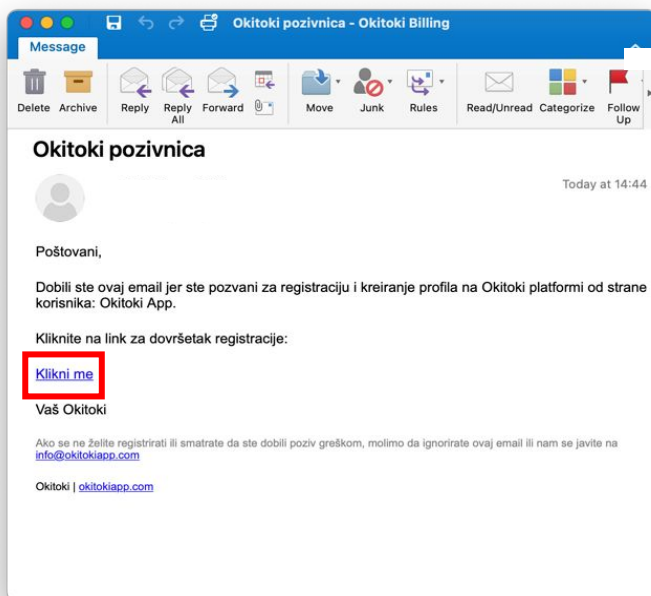 Okitoki pozivnica - Okitoki Billing
Message
Delete Archive Reply Reply All Forward Move Junk Rules Read/Unread Categorize Follow Up
Okitoki pozivnica
Today at 14:44
Poštovani,
Dobili ste ovaj email jer ste pozvani za registraciju i kreiranje profila na Okitoki platformi od strane
korisnika: Okitoki App.
Kliknite na link za dovršetak registracije:
Klikni me
Vaš Okitoki
Ako se ne želite registrirati ili smatrate da ste dobili poziv greškom, molimo da ignorirate ovaj email ili nam se javite na
info@okitokiapp.com
Okitoki | okitokiapp.com